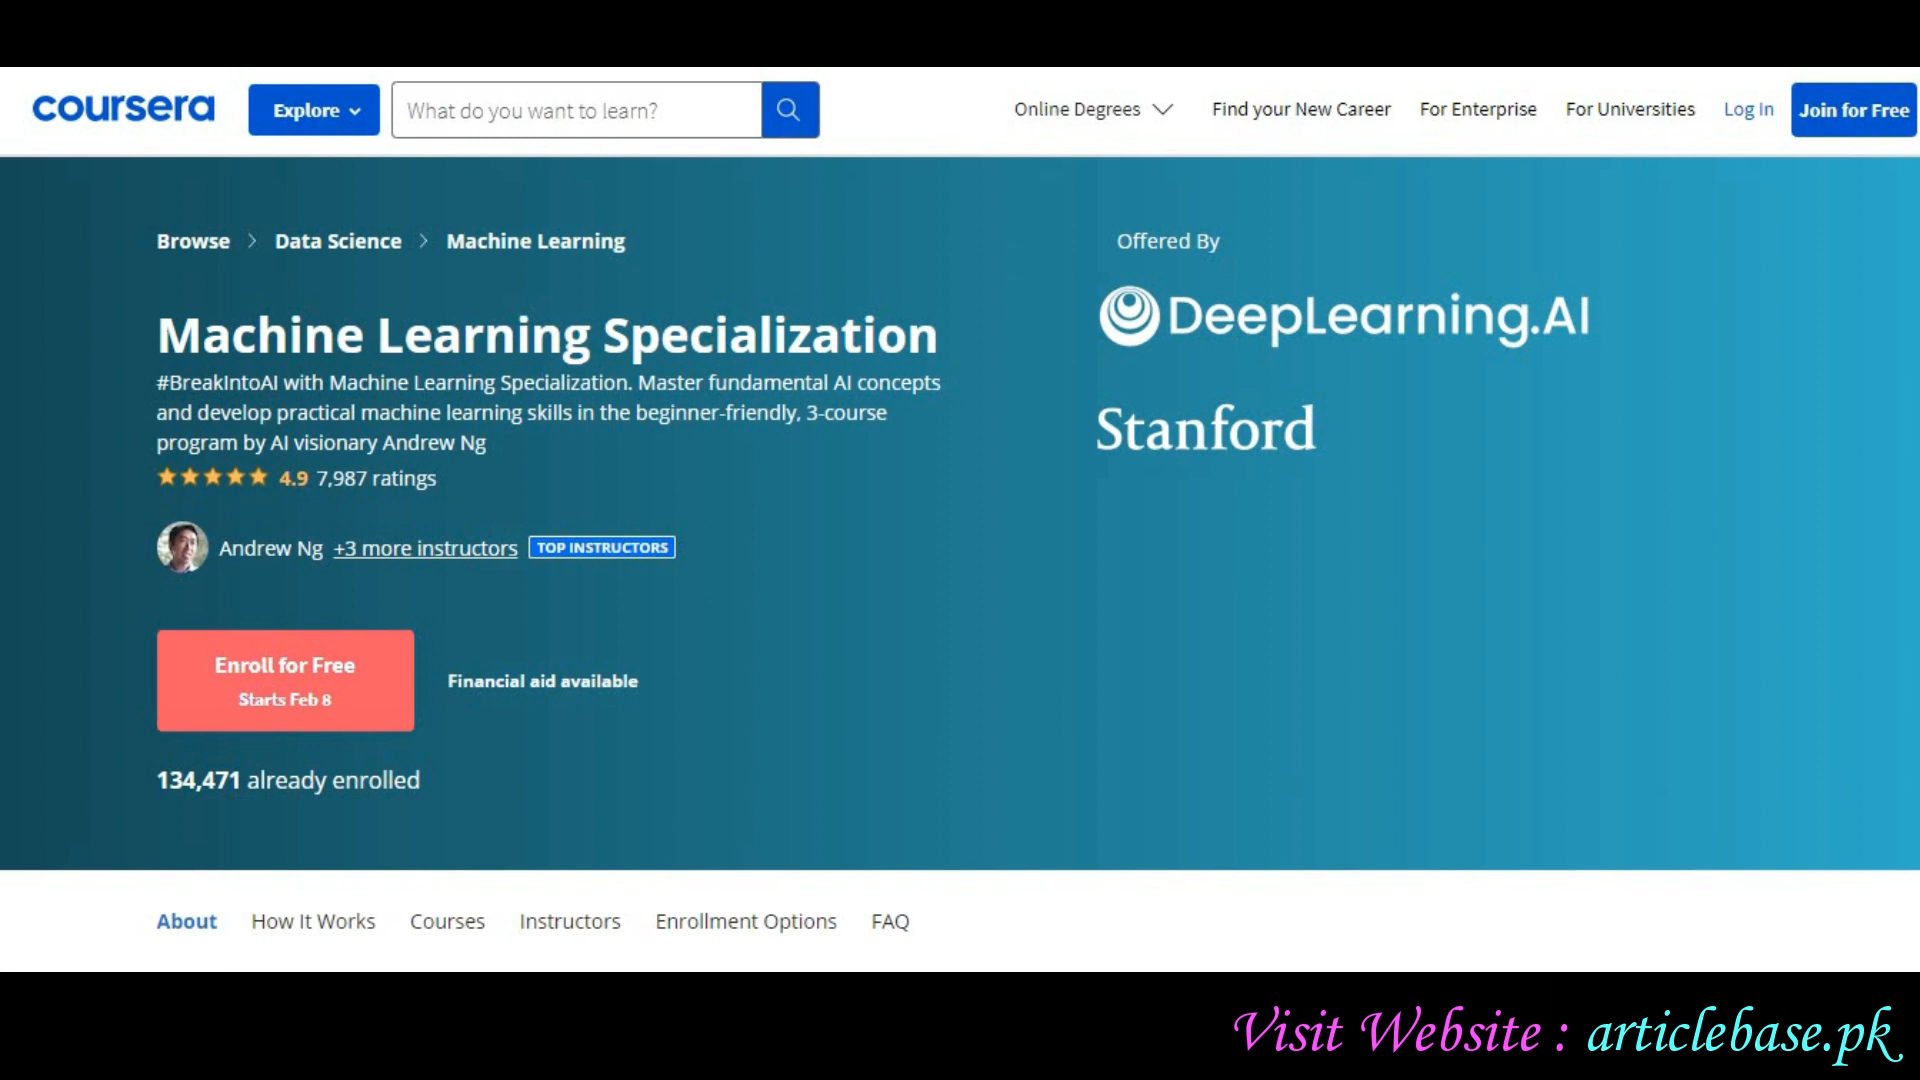 coursera
Explore
What do you want to learn?
Online Degrees
Find your New Career
For Enterprise
For Universities
Log In
Join for Free
Browse > Data Science > Machine Learning
Offered By
DeepLearning.AI
Stanford
Machine Learning Specialization
#BreakIntoAI with Machine Learning Specialization. Master fundamental AI concepts
and develop practical machine learning skills in the beginner-friendly, 3-course
program by AI visionary Andrew Ng
4.9 7,987 ratings
Andrew Ng +3 more instructors TOP INSTRUCTORS
Enroll for Free
Starts Feb 8
Financial aid available
134,471 already enrolled
About
How It Works
Courses
Instructors
Enrollment Options
FAQ
Visit Website : articlebase.pk